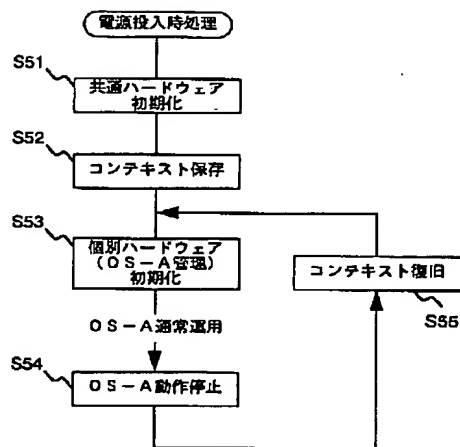 電源投入時処理
S51
共通ハードウェア
初期化
S52
コンテキスト保存
S53
個別ハードウェア
(OS-A管理)
初期化
コンテキスト復旧
S55
OS-A通常運用
S54
OS-A動作停止